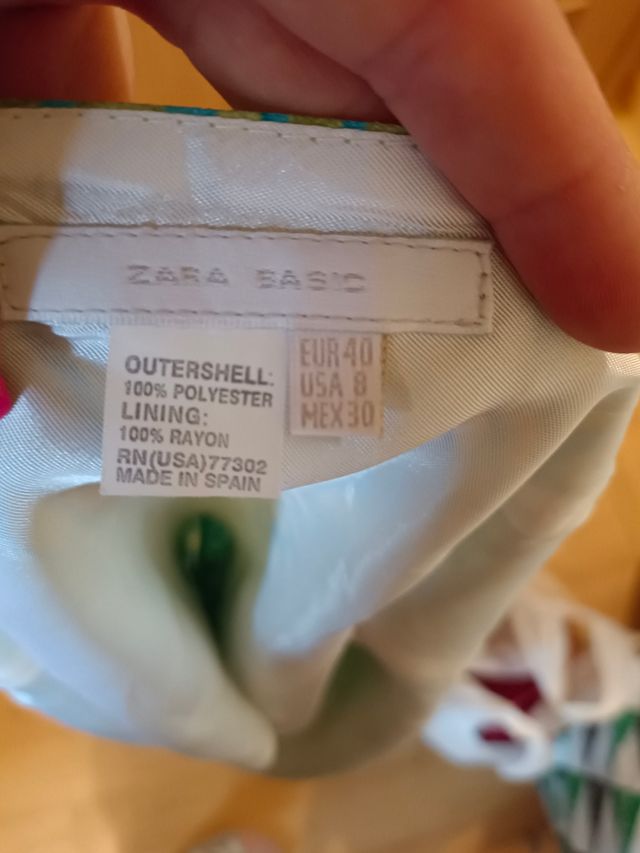 ZARA BASIC
OUTERSHELL:
100% POLYESTER
LINING:
100% RAYON
RN(USA)77302
MADE IN SPAIN
EUR 40
USA 8
MEX 30